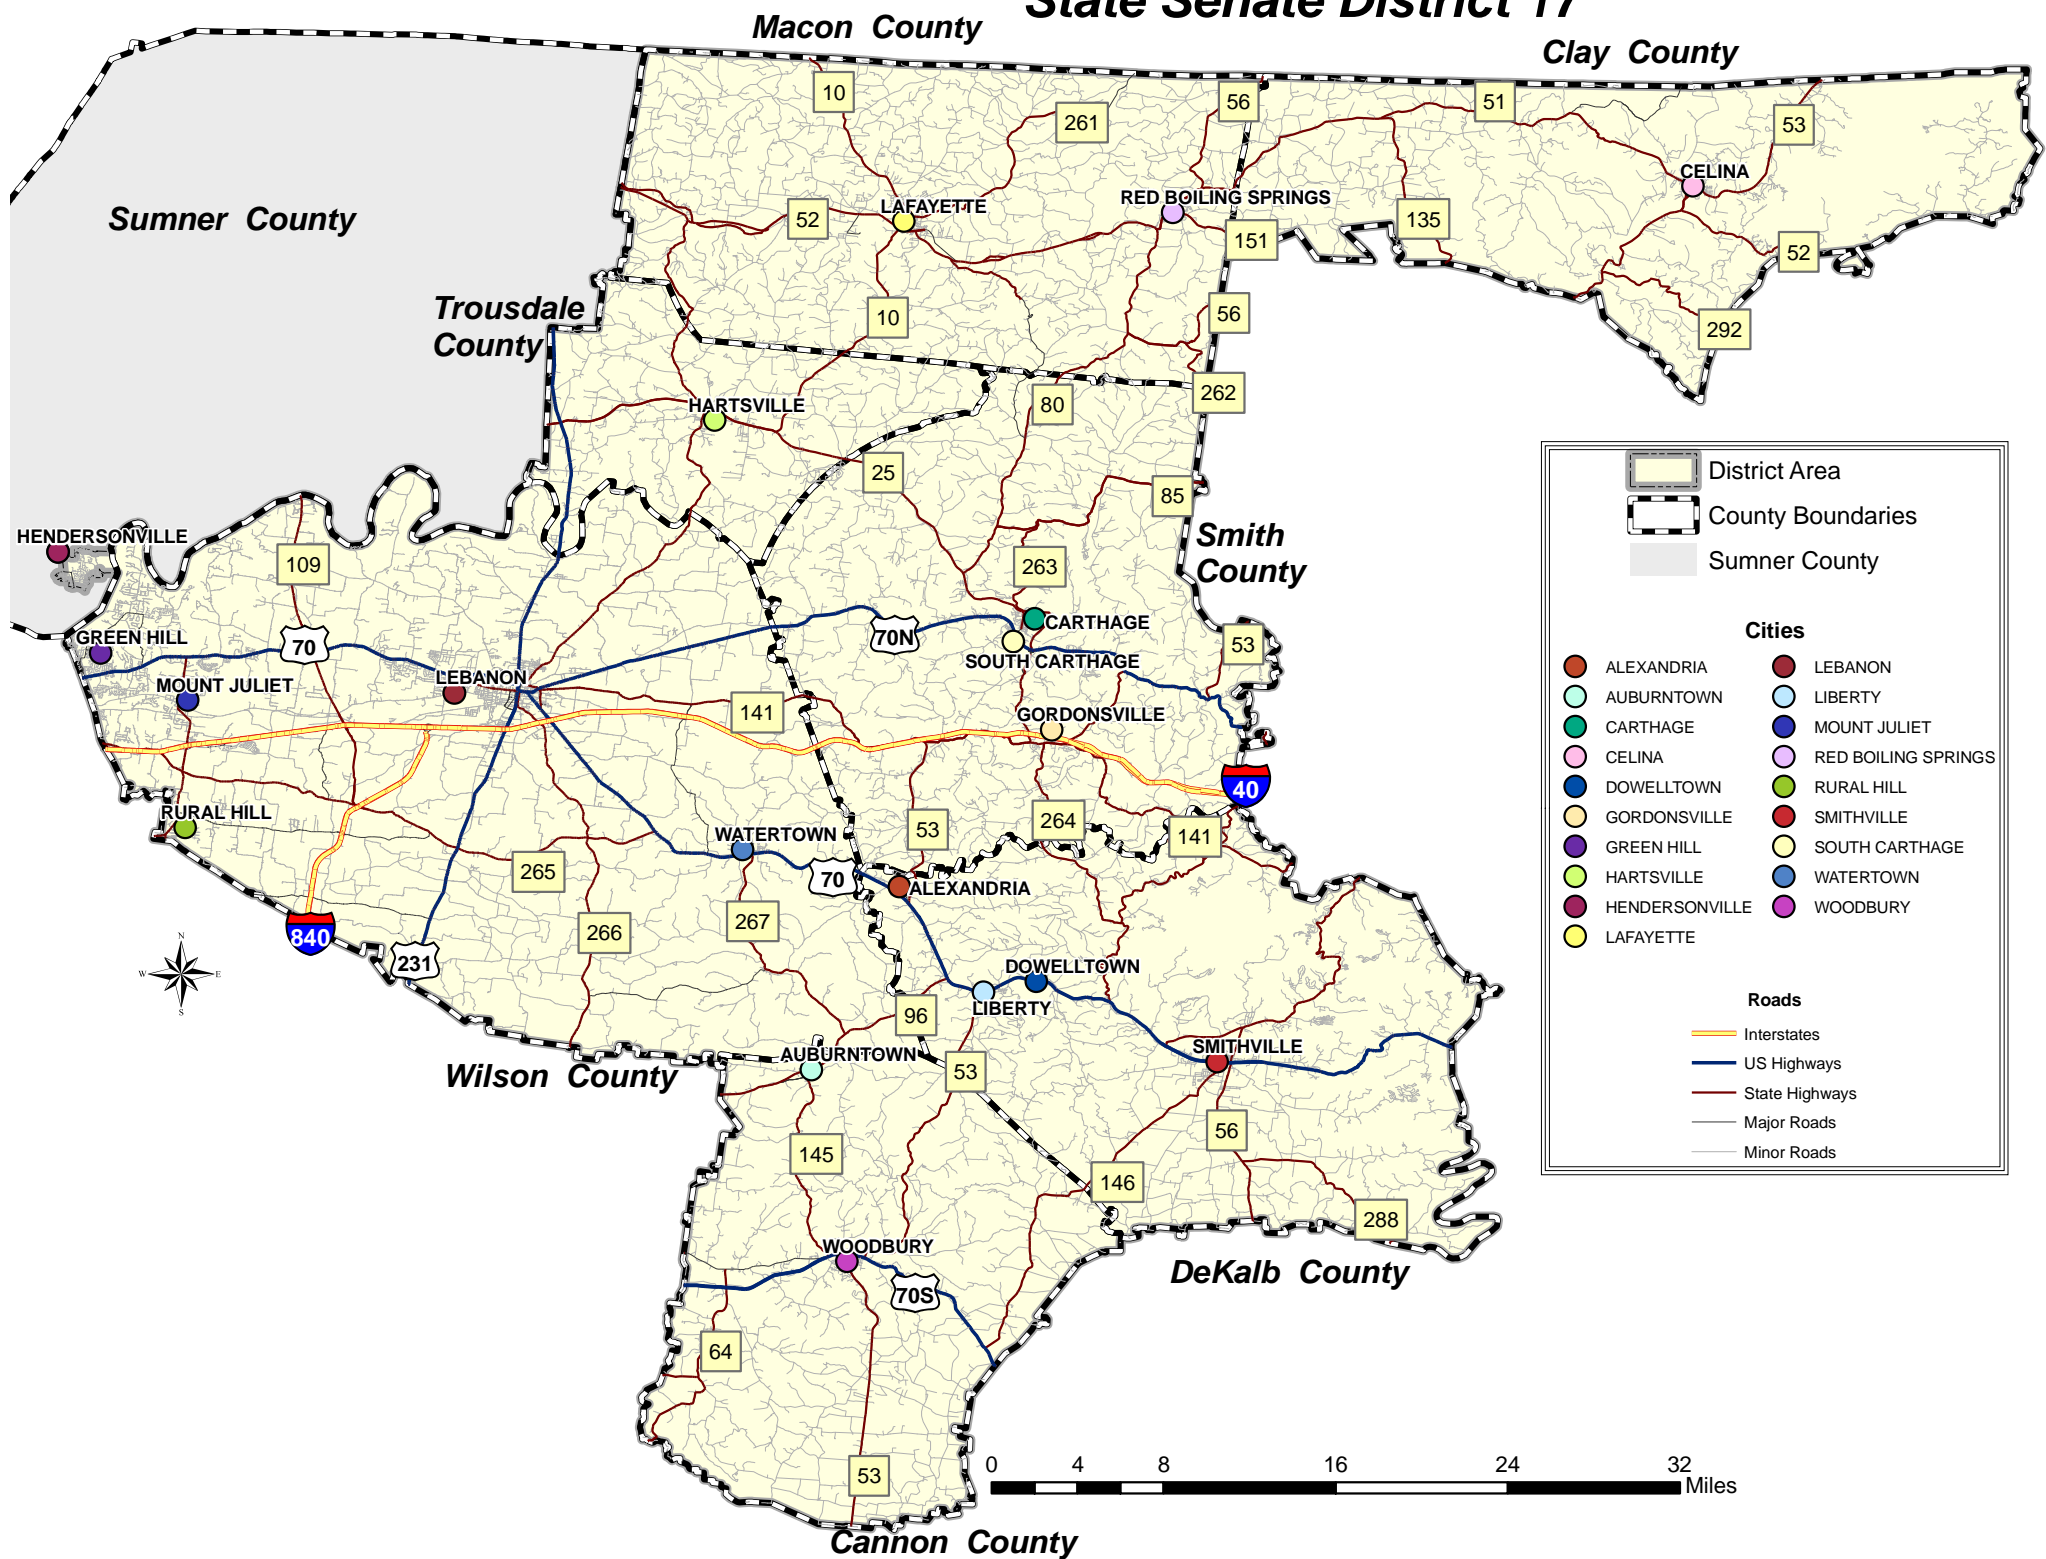 State Senate District 17
Macon County
Clay County
10
56
51
261
53
CELINA
RED BOILING SPRINGS
LAFAYETTE
Sumner County
52
135
151
52
Trousdale
County
10
56
292
262
HARTSVILLE
80
25
85
District Area
County Boundaries
Sumner County
HENDERSONVILLE
Smith
County
109
263
CARTHAGE
Cities
GREEN HILL
70
70N
53
SOUTH CARTHAGE
LEBANON
MOUNT JULIET
141
GORDONSVILLE
ALEXANDRIA
AUBURNTOWN
CARTHAGE
CELINA
DOWELLTOWN
GORDONSVILLE
GREEN HILL
HARTSVILLE
HENDERSONVILLE
LAFAYETTE
LEBANON
LIBERTY
MOUNT JULIET
RED BOILING SPRINGS
RURAL HILL
SMITHVILLE
SOUTH CARTHAGE
WATERTOWN
WOODBURY
40
RURAL HILL
WATERTOWN
53
264
141
265
70
ALEXANDRIA
840
266
267
231
N
W
E
S
DOWELLTOWN
LIBERTY
96
Roads
Interstates
US Highways
State Highways
Major Roads
Minor Roads
AUBURNTOWN
SMITHVILLE
Wilson County
53
145
56
146
288
WOODBURY
DeKalb County
70S
64
53
0 4 8 16 24 32
Miles
Cannon County